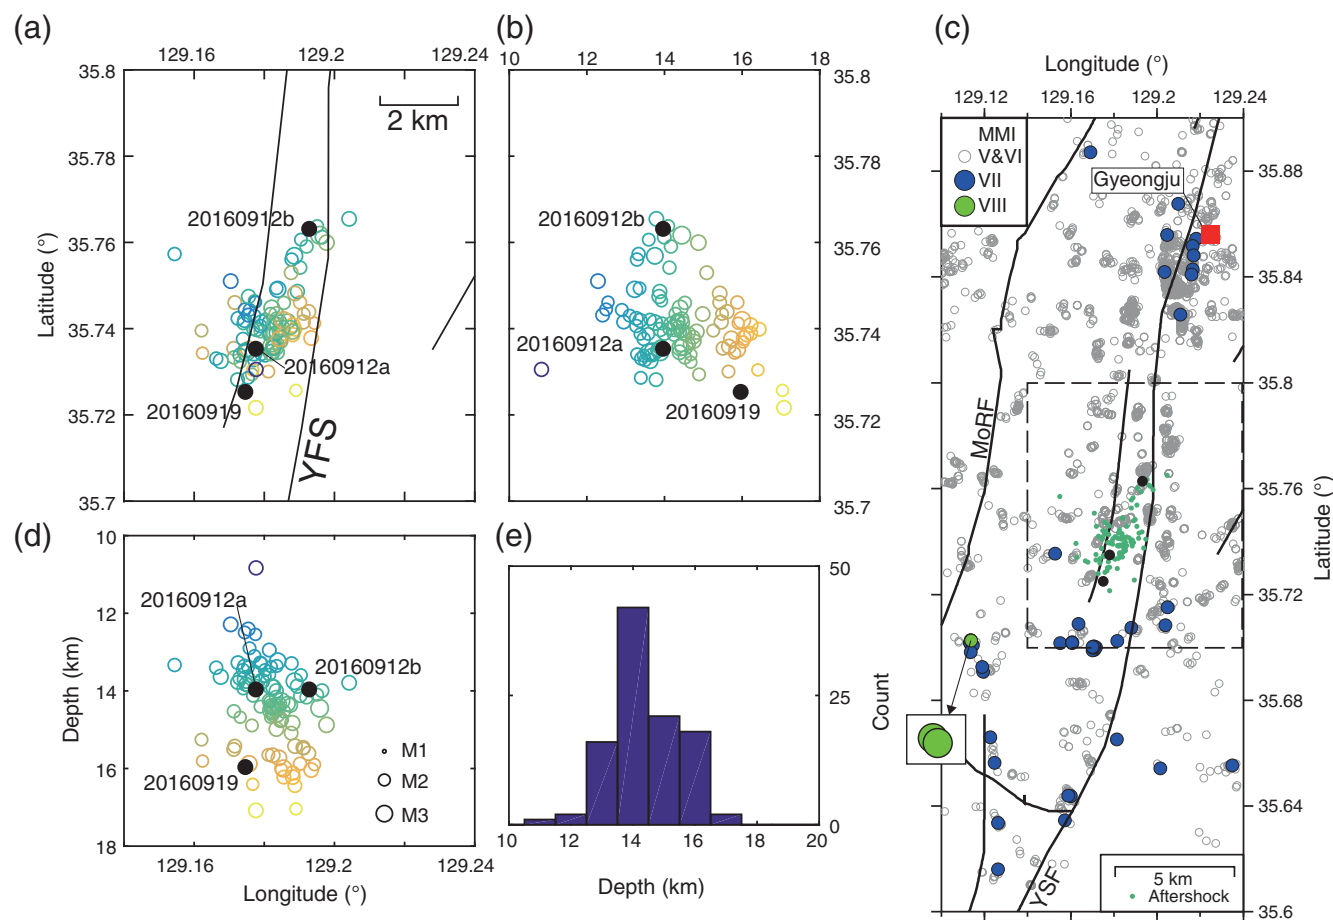 (a)
129.16
129.2
129.24
35.8
35.78
35.76
35.74
35.72
35.7
Latitude (°)
2 km
20160912b
20160912a
20160919
YFS
(b)
10
12
14
16
18
35.8
35.78
35.76
35.74
35.72
35.7
20160912b
20160912a
20160919
(c)
Longitude (°)
129.12
129.16
129.2
129.24
MMI
V&VI
VII
VIII
Gyeongju
MoRF
YSF
35.88
35.84
35.8
35.76
35.72
35.68
35.64
35.6
Latitude (°)
5 km
Aftershock
(d)
10
12
14
16
18
Depth (km)
20160912a
20160912b
20160919
M1
M2
M3
129.16
129.2
129.24
Longitude (°)
(e)
50
25
0
Count
10
12
14
16
18
20
Depth (km)